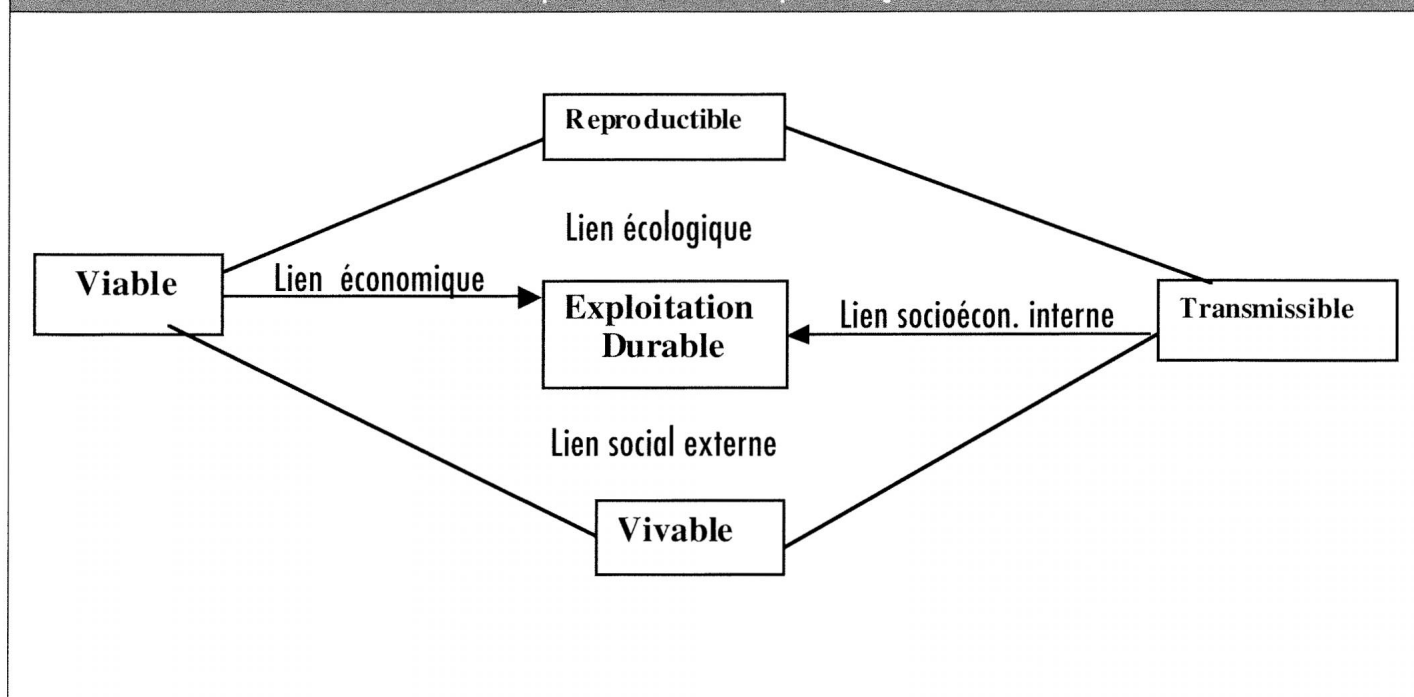 Reproductible
Lien écologique
Viable
Lien économique
Exploitation
Durable
Lien socioécon. interne
Transmissible
Lien social externe
Vivable